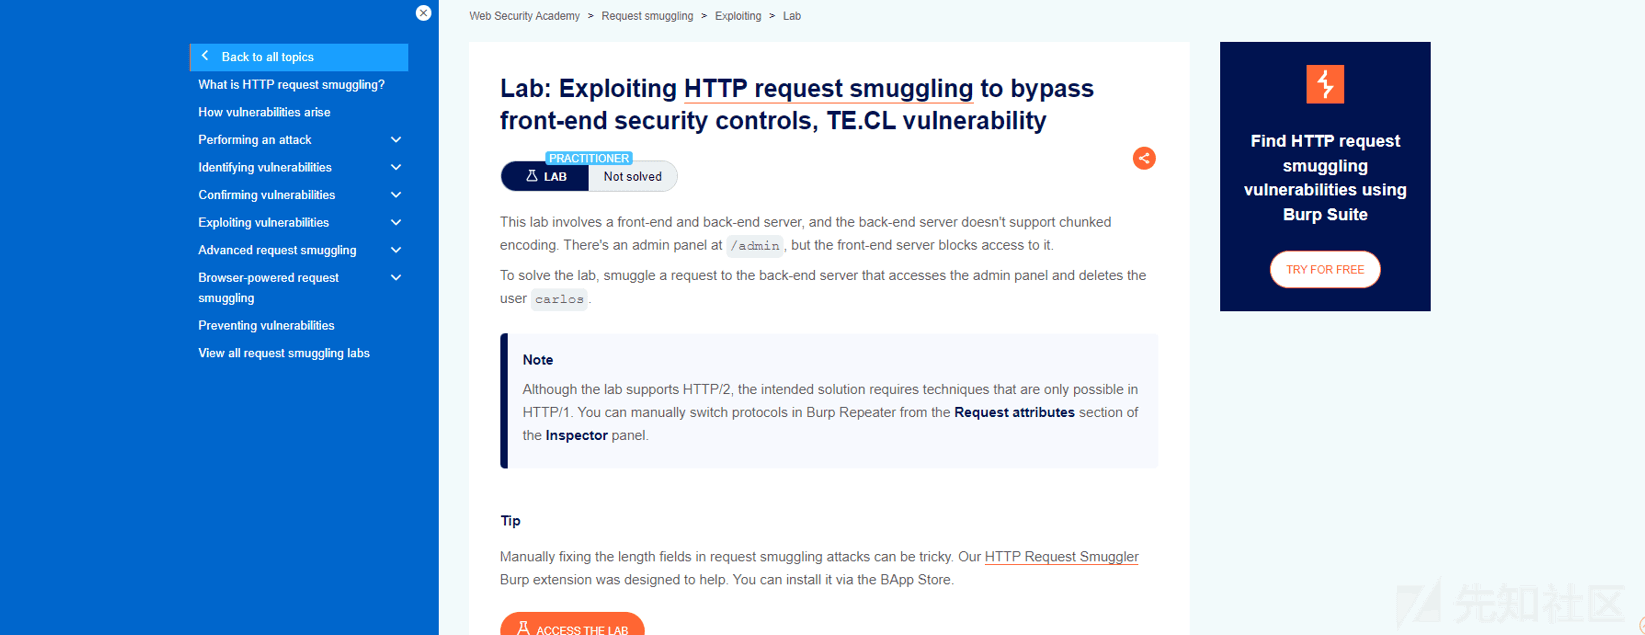 Back to all topics
What is HTTP request smuggling?
How vulnerabilities arise
Performing an attack
Identifying vulnerabilities
Confirming vulnerabilities
Exploiting vulnerabilities
Advanced request smuggling
Browser-powered request
smuggling
Preventing vulnerabilities
View all request smuggling labs
Web Security Academy > Request smuggling > Exploiting > Lab
Lab: Exploiting HTTP request smuggling to bypass
front-end security controls, TE.CL vulnerability
PRACTITIONER
LAB Not solved
This lab involves a front-end and back-end server, and the back-end server doesn't support chunked
encoding. There's an admin panel at /admin, but the front-end server blocks access to it.
To solve the lab, smuggle a request to the back-end server that accesses the admin panel and deletes the
user carlos.
Note
Although the lab supports HTTP/2, the intended solution requires techniques that are only possible in
HTTP/1. You can manually switch protocols in Burp Repeater from the Request attributes section of
the Inspector panel.
Tip
Manually fixing the length fields in request smuggling attacks can be tricky. Our HTTP Request Smuggler
Burp extension was designed to help. You can install it via the BApp Store.
ACCESS THE LAB
Find HTTP request
smuggling
vulnerabilities using
Burp Suite
TRY FOR FREE
先知社区